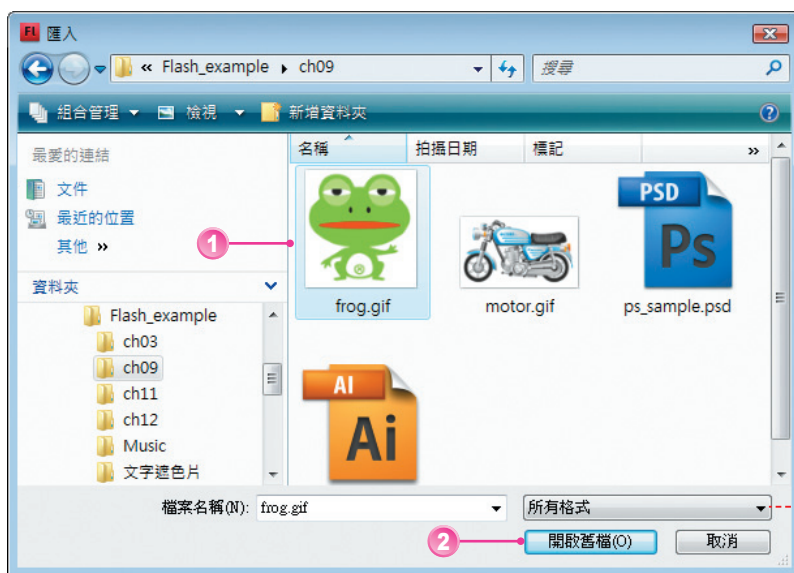 FL 匯入
« Flash_example ▸ ch09
搜尋
組合管理 檢視 新增資料夾
最愛的連結
文件
最近的位置
其他 »
資料夾
Flash_example
ch03
ch09
ch11
ch12
Music
文字遮色片
名稱 拍攝日期 標記 »
frog.gif
motor.gif
PSD
Ps
ps_sample.psd
AI
Ai
1
檔案名稱(N): frog.gif
所有格式
2
開啟舊檔(O) 取消